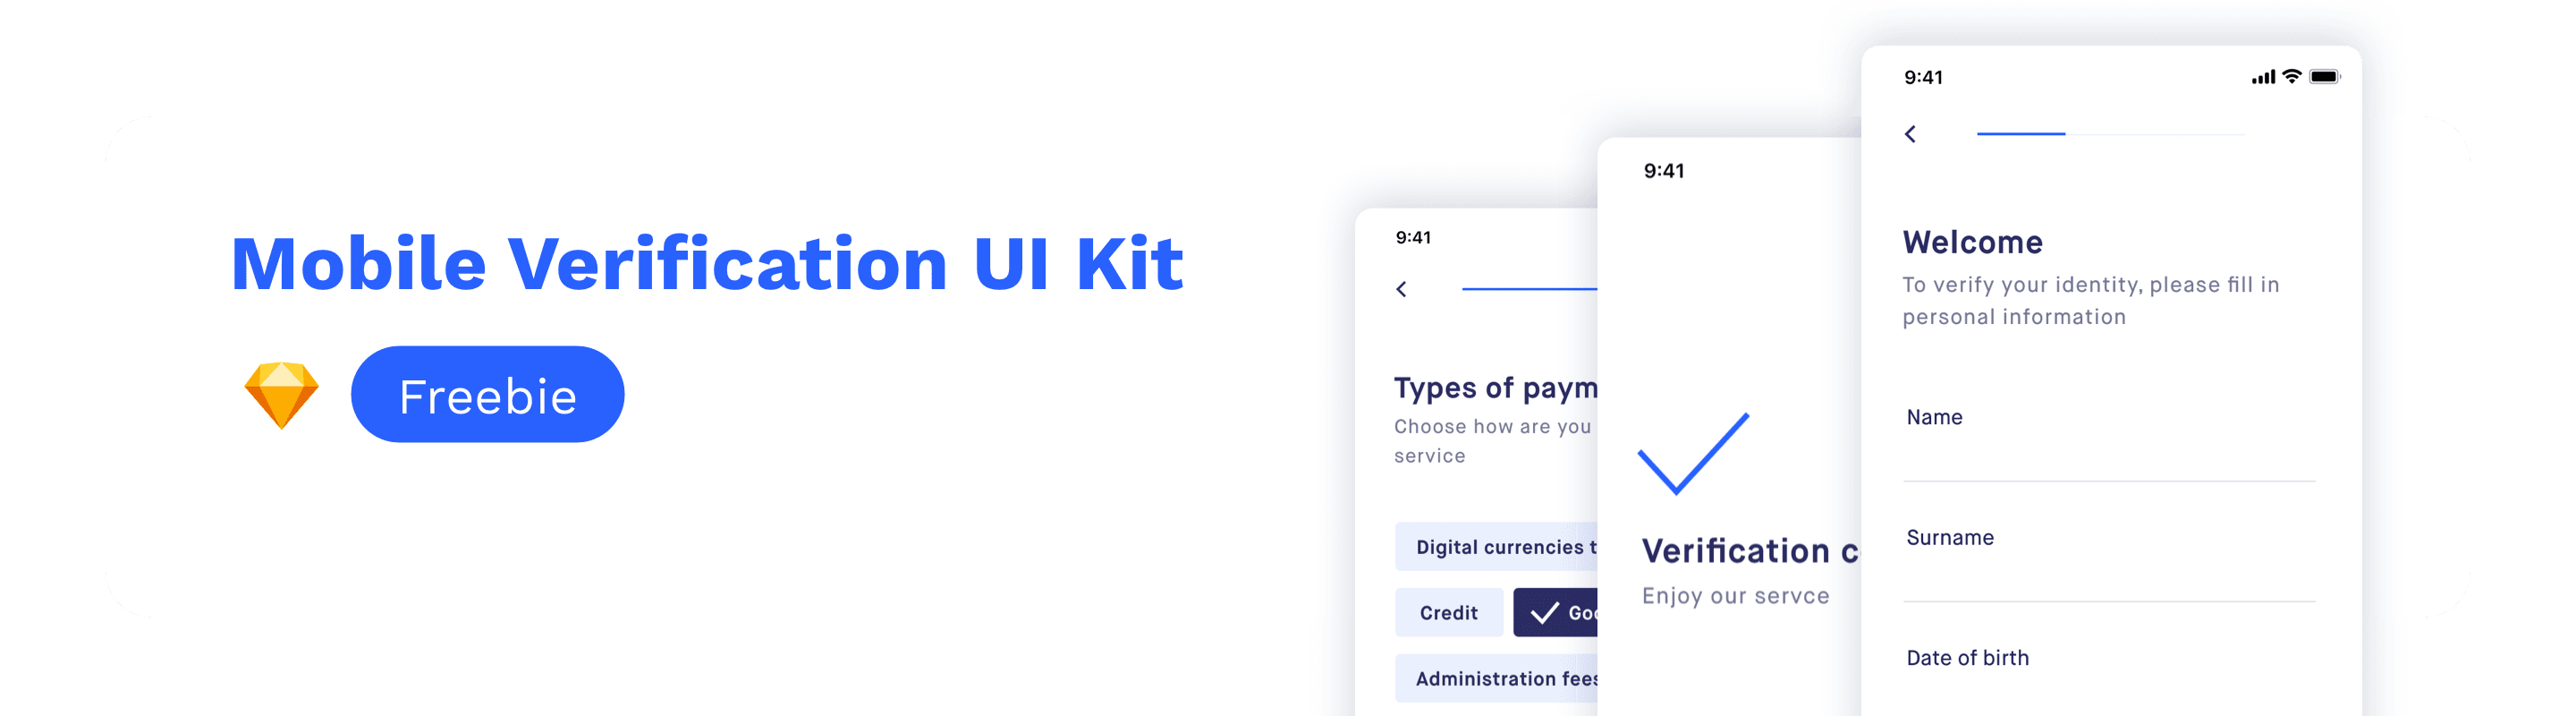 Mobile Verification UI Kit
Freebie
9:41
Types of paym
Choose how are you
service
Digital currencies t
Credit
Goo
Administration fees
9:41
Verification c
Enjoy our servce
9:41
Welcome
To verify your identity, please fill in
personal information
Name
Surname
Date of birth